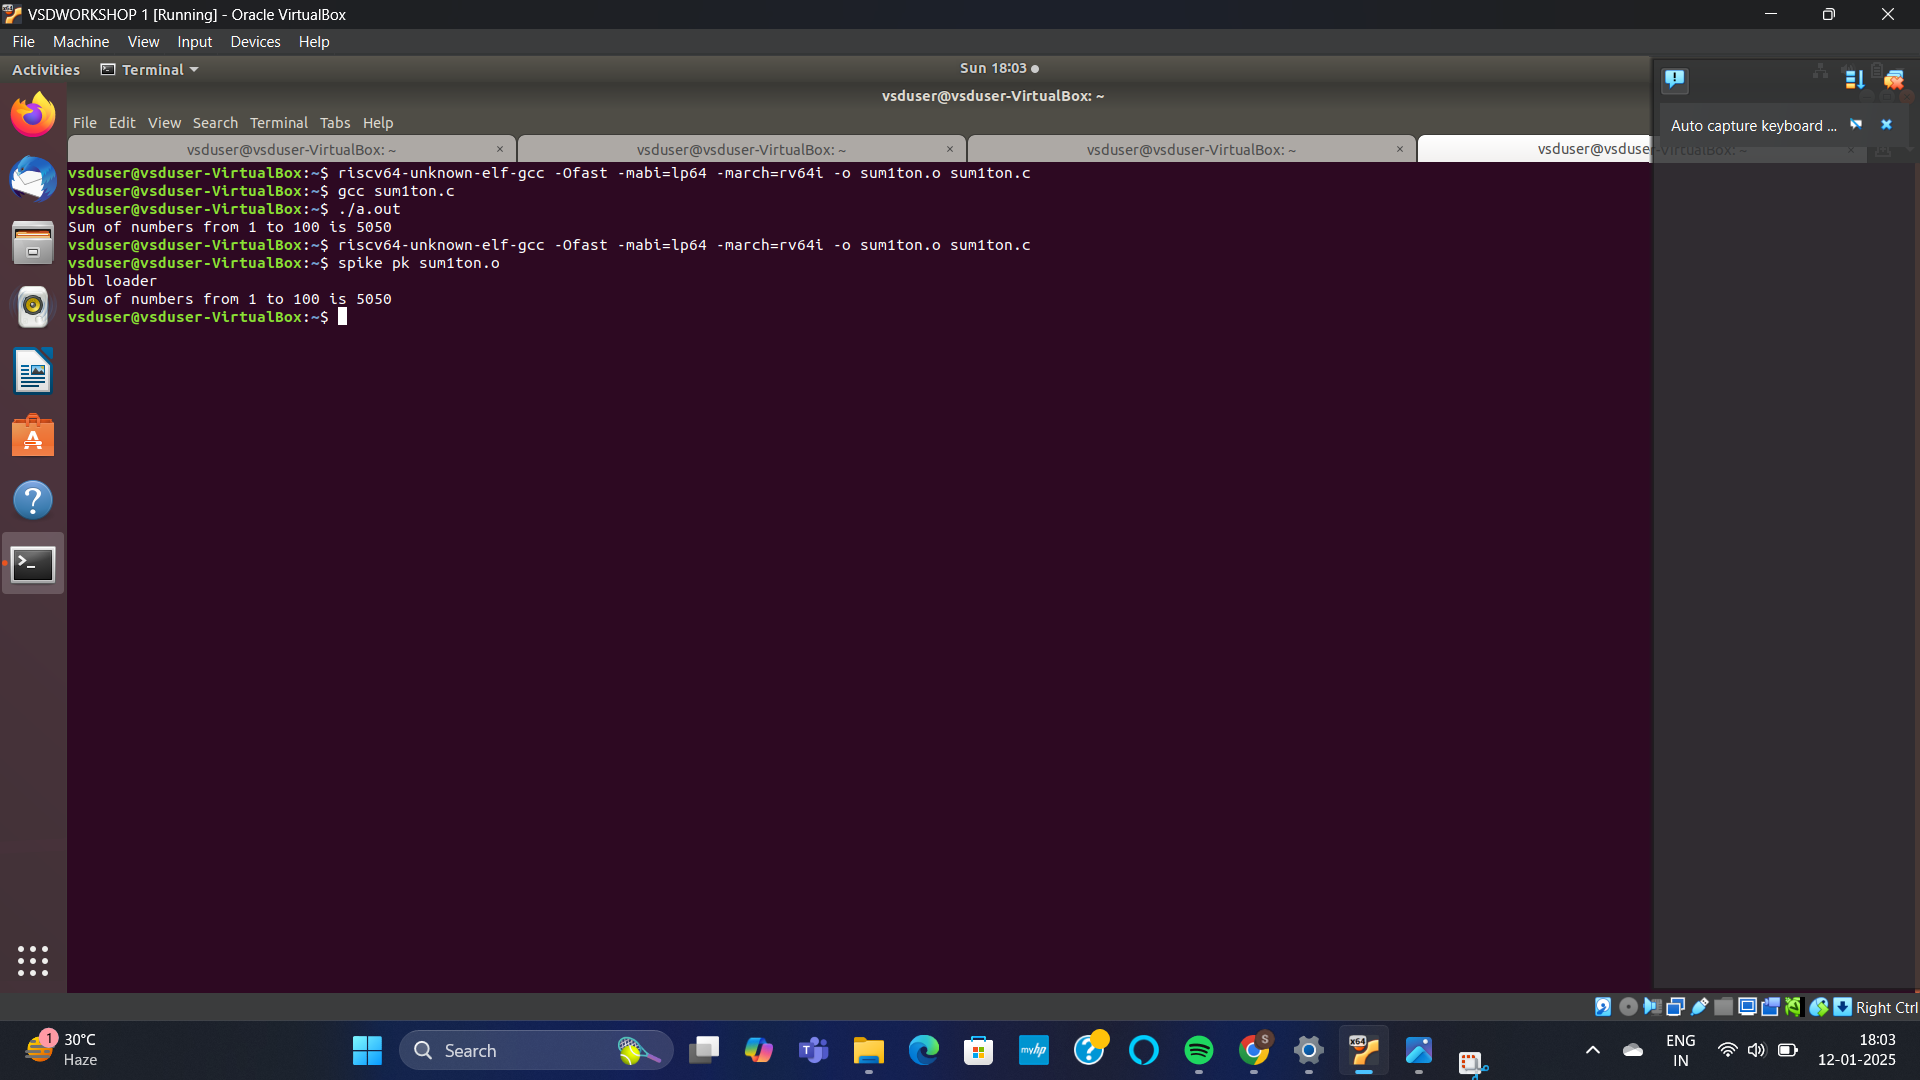 VSDWORKSHOP 1 [Running] - Oracle VirtualBox
File Machine View Input Devices Help
Activities Terminal Sun 18:03
vsduser@vsduser-VirtualBox: ~
File Edit View Search Terminal Tabs Help
Auto capture keyboard ...
vsduser@vsduser-VirtualBox: ~ × vsduser@vsduser-VirtualBox: ~ × vsduser@vsduser-VirtualBox: ~ × vsduser@vsduser-VirtualBox: ~ ×
vsduser@vsduser-VirtualBox:~$ riscv64-unknown-elf-gcc -Ofast -mabi=lp64 -march=rv64i -o sum1ton.o sum1ton.c
vsduser@vsduser-VirtualBox:~$ gcc sum1ton.c
vsduser@vsduser-VirtualBox:~$ ./a.out
Sum of numbers from 1 to 100 is 5050
vsduser@vsduser-VirtualBox:~$ riscv64-unknown-elf-gcc -Ofast -mabi=lp64 -march=rv64i -o sum1ton.o sum1ton.c
vsduser@vsduser-VirtualBox:~$ spike pk sum1ton.o
bbl loader
Sum of numbers from 1 to 100 is 5050
vsduser@vsduser-VirtualBox:~$
Right Ctrl
1 30°C
Haze
Search
myhp
x64
S
ENG
IN
18:03
12-01-2025